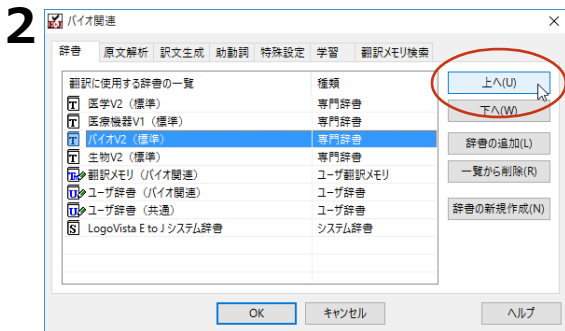 2
バイオ関連
辞書 原文解析 訳文生成 助動詞 特殊設定 学習 翻訳メモリ検索
翻訳に使用する辞書の一覧 種類
T 医学V2（標準） 専門辞書
T 医療機器V1（標準） 専門辞書
T バイオV2（標準） 専門辞書
T 生物V2（標準） 専門辞書
翻訳メモリ（バイオ関連） ユーザ翻訳メモリ
U ユーザ辞書（バイオ関連） ユーザ辞書
U ユーザ辞書（共通） ユーザ辞書
S LogoVista E to J システム辞書 システム辞書
上へ(U)
下へ(W)
辞書の追加(L)
一覧から削除(R)
辞書の新規作成(N)
OK キャンセル ヘルプ